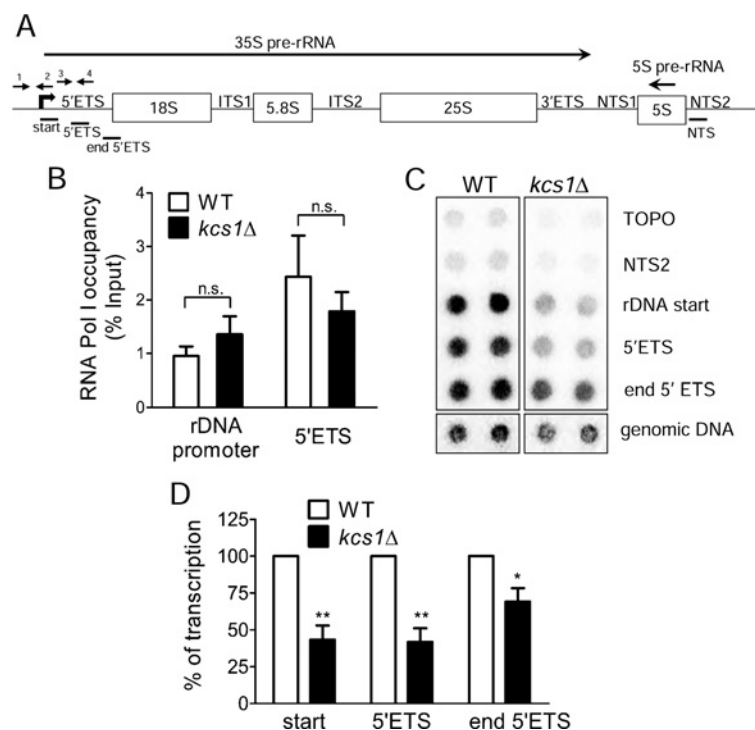 A
35S pre-rRNA
5S pre-rRNA
1 2 3 4
5'ETS 18S ITS1 5.8S ITS2 25S 3'ETS NTS1 5S NTS2
start 5'ETS end 5'ETS NTS
B
WT
kcs1Δ
RNA Pol I occupancy
(% Input)
4
3
2
1
0
n.s.
n.s.
rDNA
promoter
5'ETS
C
WT kcs1Δ
TOPO
NTS2
rDNA start
5'ETS
end 5' ETS
genomic DNA
D
WT
kcs1Δ
% of transcription
125
100
75
50
25
0
** ** *
start 5'ETS end 5'ETS